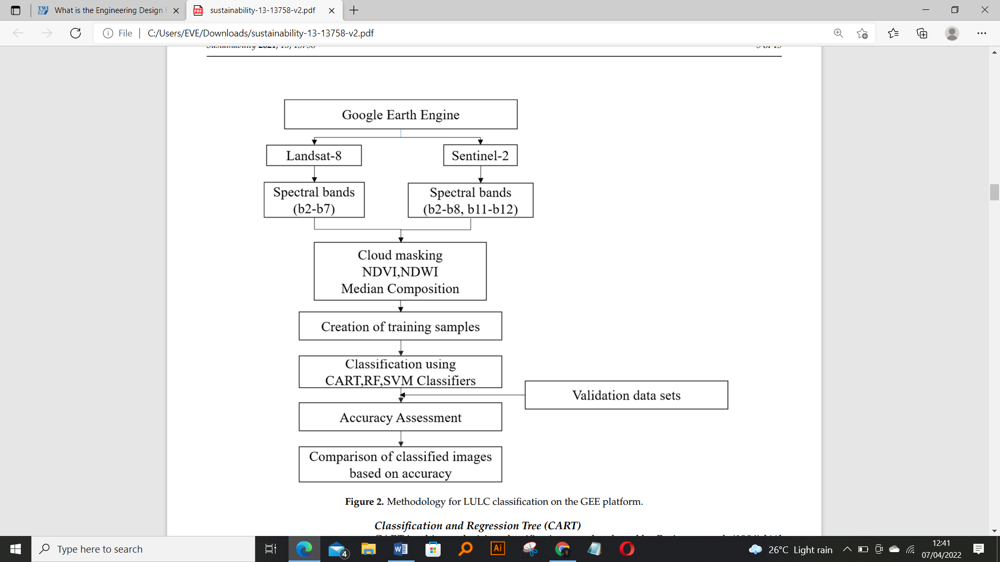 What is the Engineering Design
sustainability-13-13758-v2.pdf
File
C:/Users/EVE/Downloads/sustainability-13-13758-v2.pdf
Google Earth Engine
Landsat-8
Sentinel-2
Spectral bands
(b2-b7)
Spectral bands
(b2-b8, b11-b12)
Cloud masking
NDVI,NDWI
Median Composition
Creation of training samples
Classification using
CART,RF,SVM Classifiers
Validation data sets
Accuracy Assessment
Comparison of classified images
based on accuracy
Figure 2. Methodology for LULC classification on the GEE platform.
Classification and Regression Tree (CART)
Type here to search
4
Ai
26°C Light rain
12:41
07/04/2022